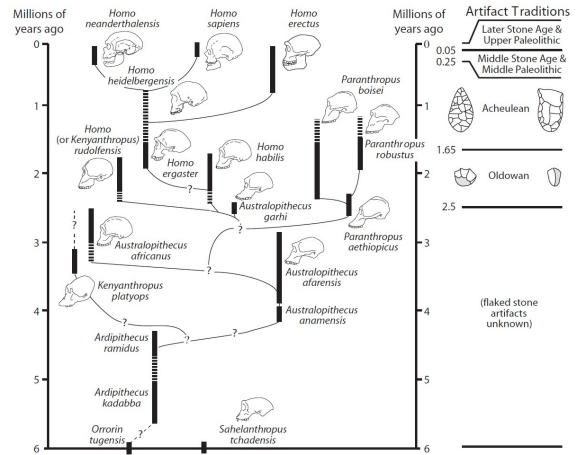 Millions of
years ago
Homo
neanderthalensis
Homo
sapiens
Homo
erectus
Millions of
years ago
Artifact Traditions
0
0
Later Stone Age &
Upper Paleolithic
0.05
0.25
Middle Stone Age &
Middle Paleolithic
Homo
heidelbergensis
Paranthropus
boisei
1
1
Acheulean
Homo
(or Kenyanthropus)
rudolfensis
Homo
ergaster
Homo
habilis
Paranthropus
robustus
1.65
2
2
Oldowan
?
Australopithecus
garhi
2.5
?
?
Paranthropus
aethiopicus
3
3
Australopithecus
africanus
?
Australopithecus
afarensis
Kenyanthropus
platyops
(flaked stone
artifacts
unknown)
4
4
Australopithecus
anamensis
?
?
?
Ardipithecus
ramidus
5
5
Ardipithecus
kadabba
Orrorin
tugensis
?
Sahelanthropus
tchadensis
6
6